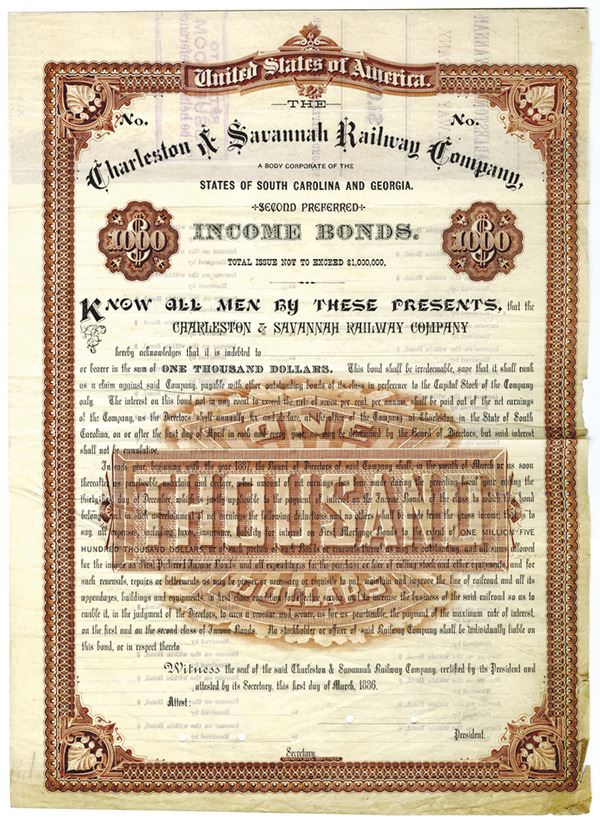 United States of America.
THE
No. No.
Charleston & Savannah Railway Company,
A BODY CORPORATE OF THE
STATES OF SOUTH CAROLINA AND GEORGIA.
SECOND PREFERRED
INCOME BONDS.
$1000 $1000
TOTAL ISSUE NOT TO EXCEED $1,000,000.
KNOW ALL MEN BY THESE PRESENTS, that the
CHARLESTON & SAVANNAH RAILWAY COMPANY
hereby acknowledges that it is indebted to
or bearer in the sum of ONE THOUSAND DOLLARS. This bond shall be irredeemable, save that it shall rank
as a claim against said Company, payable with other outstanding bonds of its class in preference to the Capital Stock of the Company
only. The interest on this bond not in any event to exceed the rate of seven per cent. per annum, shall be paid out of the net earnings
of the Company, as the Directors shall annually fix and declare, at the office of the Company at Charleston, in the State of South
Carolina, on or after the first day of April in each and every year, as may be determined by the Board of Directors, but said interest
shall not be cumulative.
In each year, beginning with the year 1887, the Board of Directors of said Company shall, in the month of March or as soon
thereafter as practicable, ascertain and declare, the amount of net earnings made during the preceding fiscal year ending the
thirty-first day of December, which is justly applicable to the payment of interest on the Income Bonds of the class to which this bond
belongs. In such ascertainment of net earnings the following deductions and others shall be made from the gross income, that is to
say, all expenses, including taxes, insurance, rentals, interest on First Mortgage Bonds to the extent of ONE MILLION FIVE
HUNDRED THOUSAND DOLLARS, or of any portion of such Bonds or renewals thereof that may be outstanding, and all sums allowed
for the interest on First Preferred Income Bonds, and all expenditures for the purchase or hire of rolling stock and other equipments, and for
such renewals, repairs or betterments as may be proper or necessary or requisite to put, maintain and improve the line of railroad and all its
appendages, buildings and equipments, in first class condition for effective service, and to increase the business of the said railroad so as to
enable it, in the judgment of the Directors, to earn a revenue and secure, as far as practicable, the payment of the maximum rate of interest,
on the first and on the second class of Income Bonds. No stockholder or officer of said Railway Company shall be individually liable on
this bond, or in respect thereto.
ONE
THOUSAND
DOLLARS
Witness the seal of the said Charleston & Savannah Railway Company, certified by its President and
attested by its Secretary, this first day of March, 1886.
Attest:
President.
Secretary.